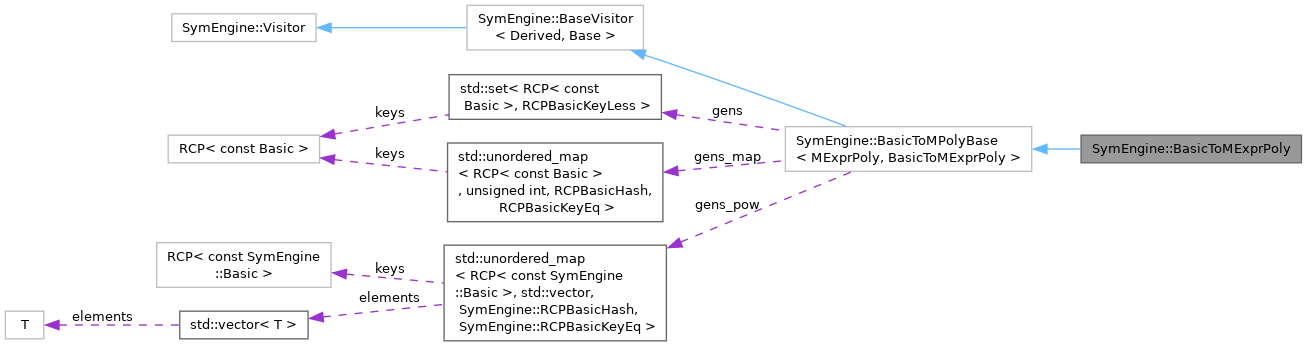 SymEngine::Visitor
SymEngine::BaseVisitor
< Derived, Base >
std::set< RCP< const
Basic >, RCPBasicKeyLess >
keys
gens
RCP< const Basic >
keys
std::unordered_map
< RCP< const Basic >
, unsigned int, RCPBasicHash,
RCPBasicKeyEq >
gens_map
SymEngine::BasicToMPolyBase
< MExprPoly, BasicToMExprPoly >
SymEngine::BasicToMExprPoly
gens_pow
RCP< const SymEngine
::Basic >
keys
std::unordered_map
< RCP< const SymEngine
::Basic >, std::vector,
SymEngine::RCPBasicHash,
SymEngine::RCPBasicKeyEq >
elements
T
elements
std::vector< T >